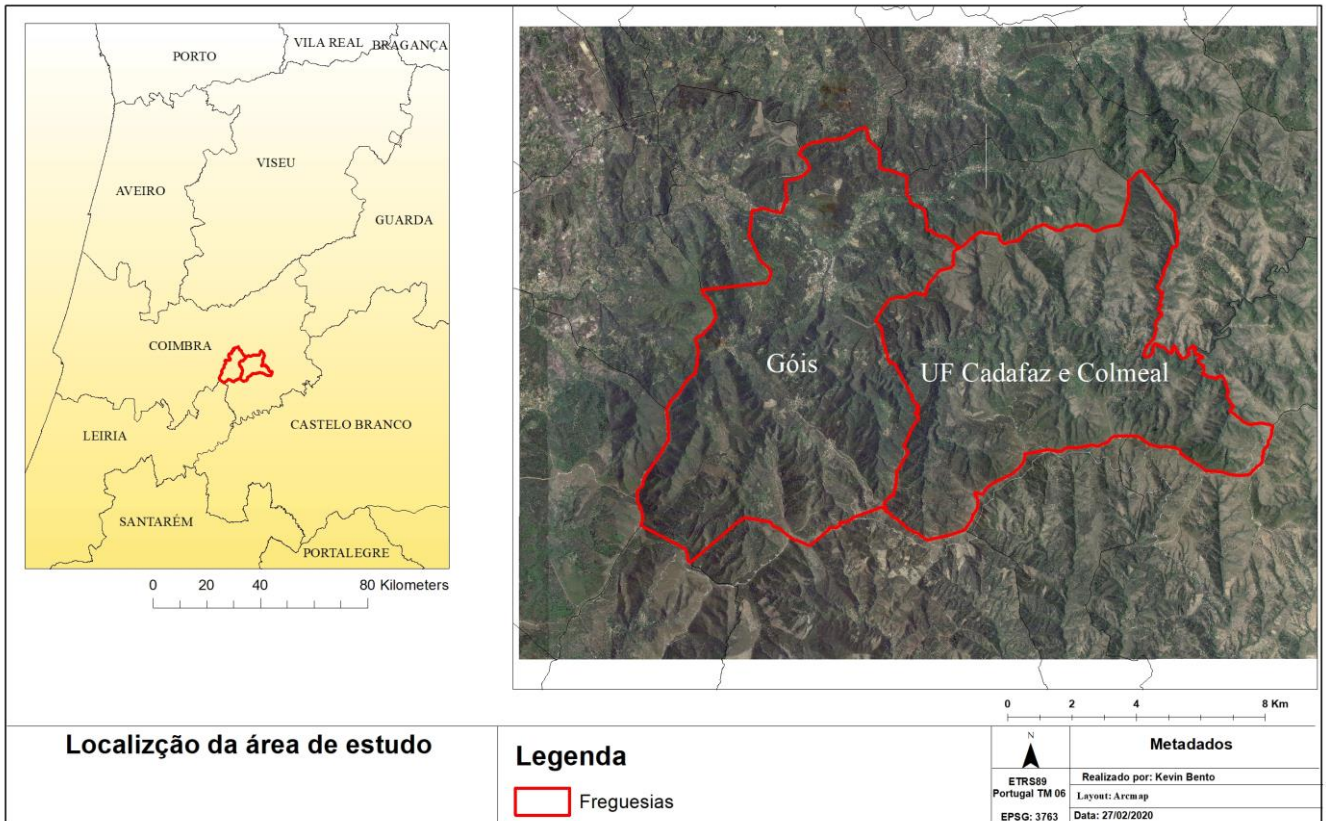 PORTO
VILA REAL
BRAGANÇA
VISEU
AVEIRO
GUARDA
COIMBRA
CASTELO BRANCO
LEIRIA
SANTARÉM
PORTALEGRE
0 20 40 80 Kilometers
Góis
UF Cadafaz e Colmeal
0 2 4 8 Km
Localizção da área de estudo
Legenda
Freguesias
N
ETRS89
Portugal TM 06
EPSG: 3763
Metadados
Realizado por: Kevin Bento
Layout: Arcmap
Data: 27/02/2020